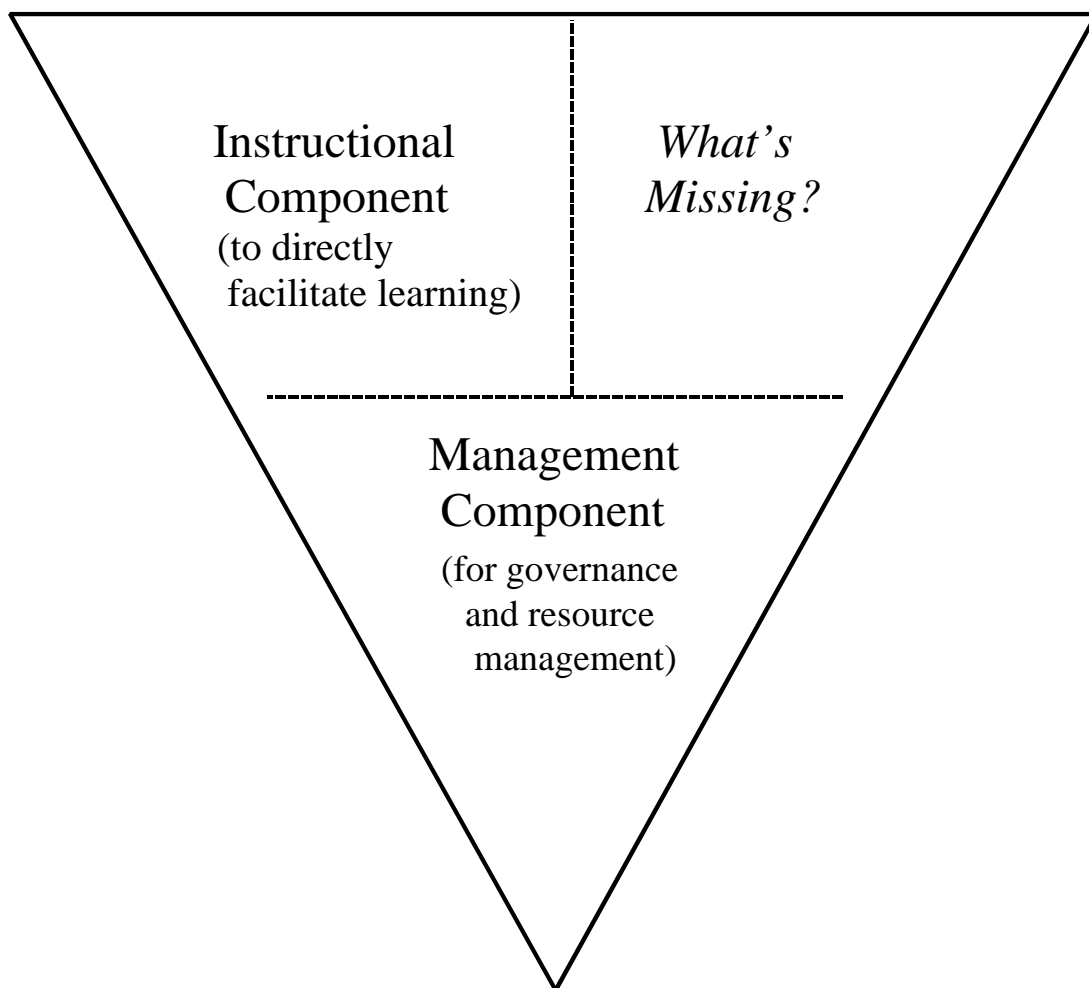 Instructional
Component
(to directly
facilitate learning)
What’s
Missing?
Management
Component
(for governance
and resource
management)